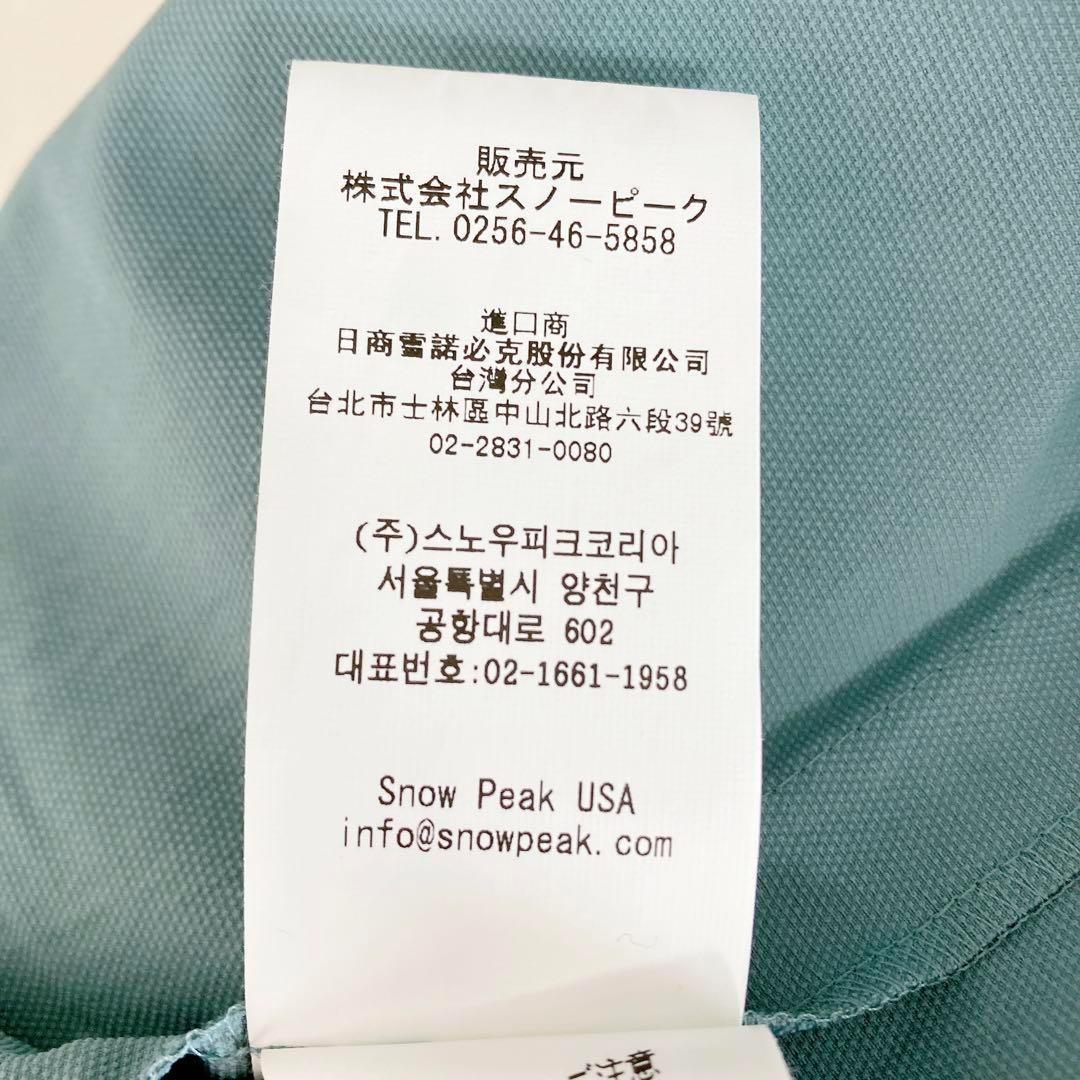 販売元
株式会社スノーピーク
TEL. 0256-46-5858
進口商
日商雪諾必克股份有限公司
台灣分公司
台北市士林區中山北路六段39號
02-2831-0080
(주)스노우피크코리아
서울특별시 양천구
공항대로 602
대표번호:02-1661-1958
Snow Peak USA
info@snowpeak.com
ご注意